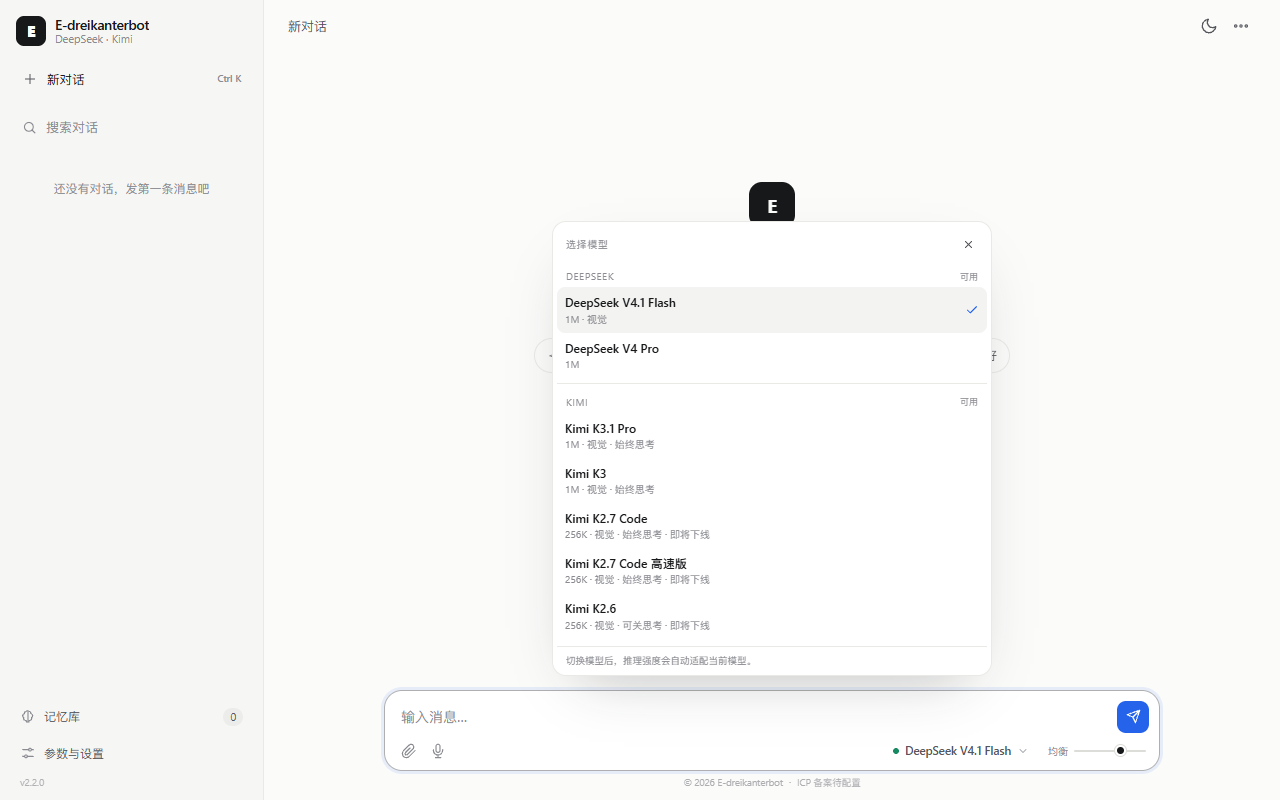 E
E-dreikanterbot
DeepSeek · Kimi
新对话
Ctrl K
搜索对话
还没有对话，发第一条消息吧
记忆库
0
参数与设置
v2.2.0
新对话
E
选择模型
DEEPSEEK
可用
DeepSeek V4.1 Flash
1M · 视觉
DeepSeek V4 Pro
1M
KIMI
可用
Kimi K3.1 Pro
1M · 视觉 · 始终思考
Kimi K3
1M · 视觉 · 始终思考
Kimi K2.7 Code
256K · 视觉 · 始终思考 · 即将下线
Kimi K2.7 Code 高速版
256K · 视觉 · 始终思考 · 即将下线
Kimi K2.6
256K · 视觉 · 可关思考 · 即将下线
切换模型后，推理强度会自动适配当前模型。
输入消息...
DeepSeek V4.1 Flash
均衡
© 2026 E-dreikanterbot · ICP 备案待配置